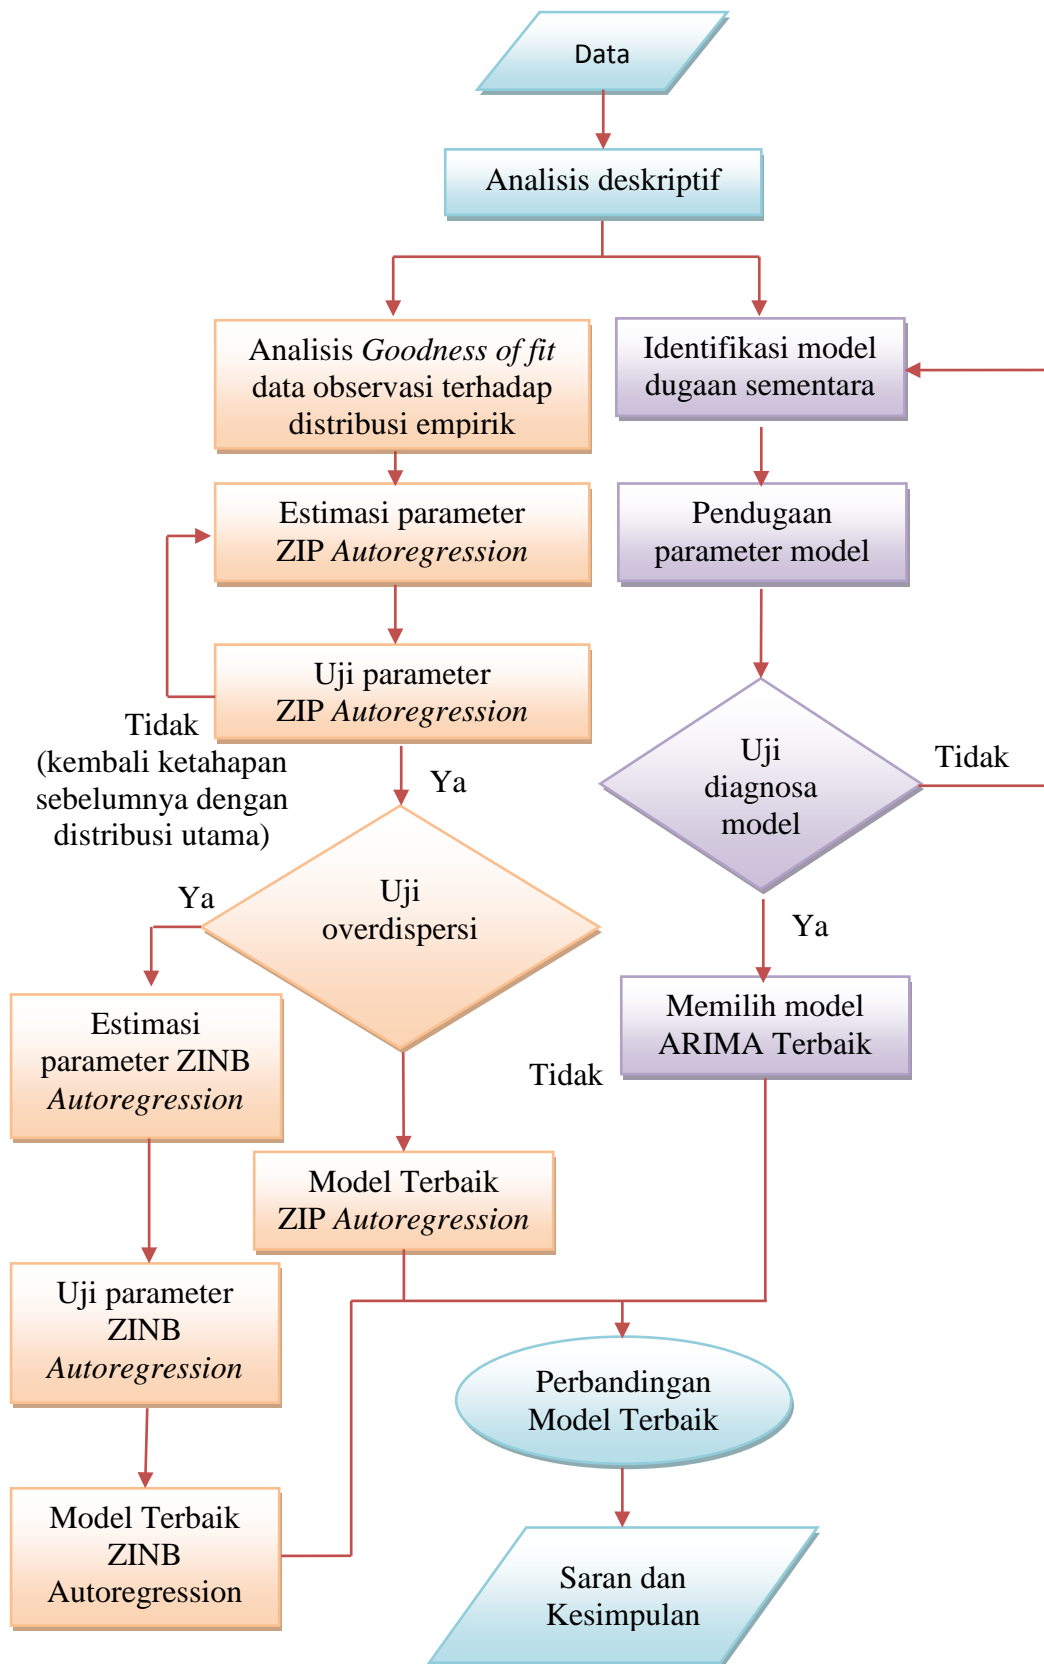 Data
Analisis deskriptif
Analisis Goodness of fit
data observasi terhadap
distribusi empirik
Identifikasi model
dugaan sementara
Estimasi parameter
ZIP Autoregression
Pendugaan
parameter model
Uji parameter
ZIP Autoregression
Tidak
(kembali ketahapan
sebelumnya dengan
distribusi utama)
Ya
Uji
diagnosa
model
Tidak
Ya
Uji
overdispersi
Ya
Estimasi
parameter ZINB
Autoregression
Memilih model
ARIMA Terbaik
Tidak
Model Terbaik
ZIP Autoregression
Uji parameter
ZINB
Autoregression
Perbandingan
Model Terbaik
Model Terbaik
ZINB
Autoregression
Saran dan
Kesimpulan